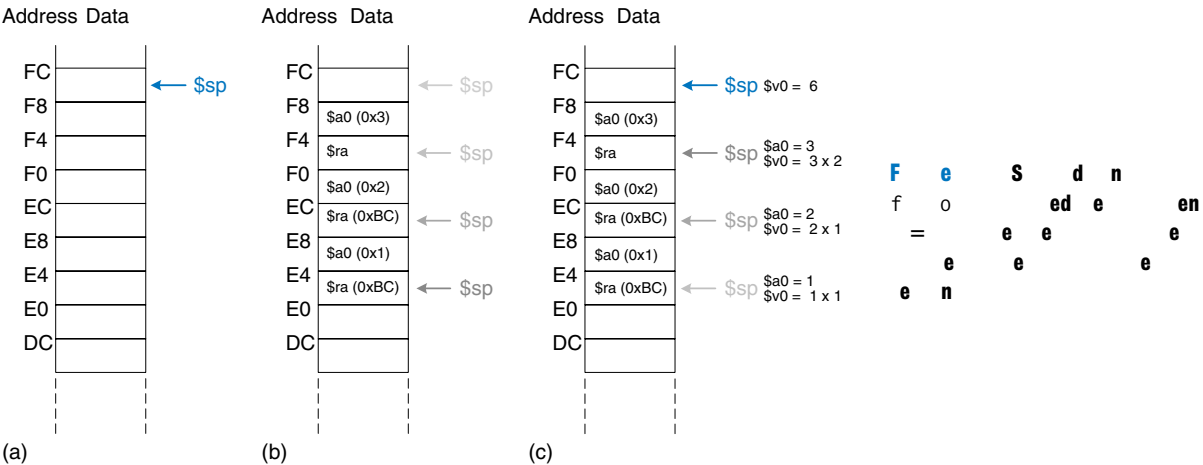 Address Data
FC
$sp
F8
F4
F0
EC
E8
E4
E0
DC
(a)
Address Data
FC
$sp
F8
$a0 (0x3)
F4
$ra
$sp
F0
$a0 (0x2)
EC
$ra (0xBC)
$sp
E8
$a0 (0x1)
E4
$ra (0xBC)
$sp
E0
DC
(b)
Address Data
FC
$sp $v0 = 6
F8
$a0 (0x3)
F4
$ra
$sp $a0 = 3
$v0 = 3 x 2
F0
$a0 (0x2)
EC
$ra (0xBC)
$sp $a0 = 2
$v0 = 2 x 1
E8
$a0 (0x1)
E4
$ra (0xBC)
$sp $a0 = 1
$v0 = 1 x 1
E0
DC
(c)
F e S d n
f o ed e en
= e e e
e e e
e n